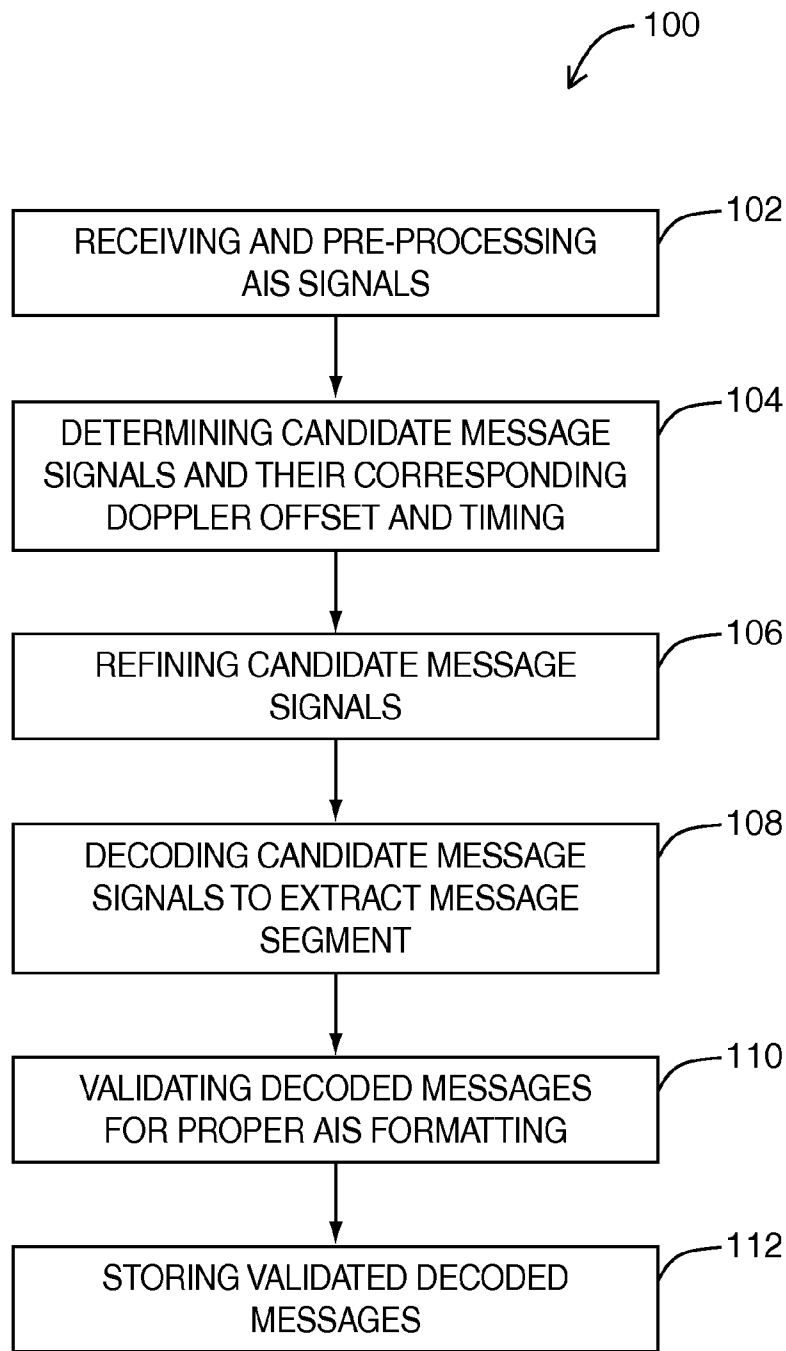 100
RECEIVING AND PRE-PROCESSING
AIS SIGNALS
102
DETERMINING CANDIDATE MESSAGE
SIGNALS AND THEIR CORRESPONDING
DOPPLER OFFSET AND TIMING
104
REFINING CANDIDATE MESSAGE
SIGNALS
106
DECODING CANDIDATE MESSAGE
SIGNALS TO EXTRACT MESSAGE
SEGMENT
108
VALIDATING DECODED MESSAGES
FOR PROPER AIS FORMATTING
110
STORING VALIDATED DECODED
MESSAGES
112